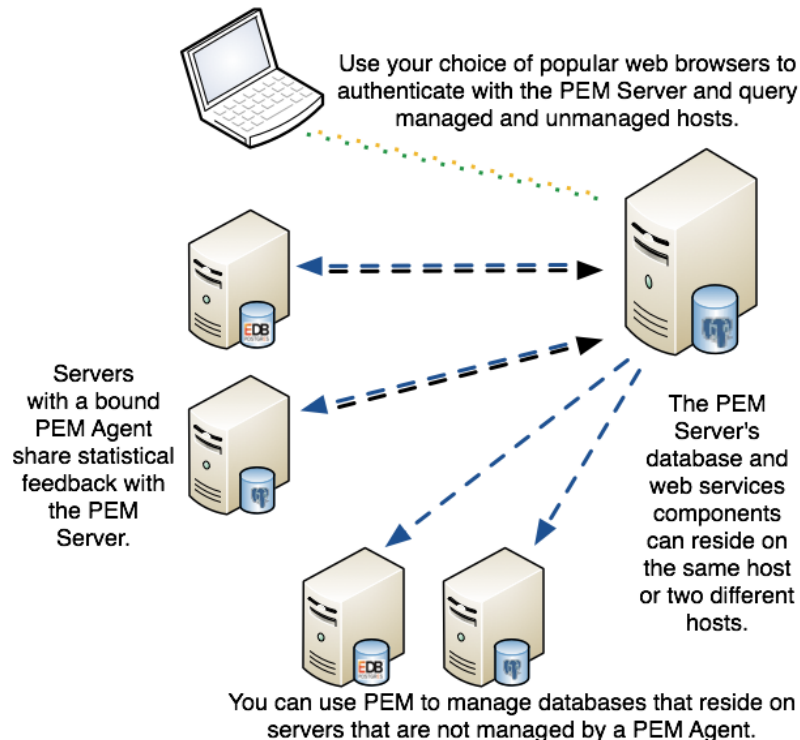 Use your choice of popular web browsers to
authenticate with the PEM Server and query
managed and unmanaged hosts.
EDB
POSTGRES
Servers
with a bound
PEM Agent
share statistical
feedback with
the PEM
Server.
The PEM
Server's
database and
web services
components
can reside on
the same host
or two different
hosts.
EDB
POSTGRES
You can use PEM to manage databases that reside on
servers that are not managed by a PEM Agent.